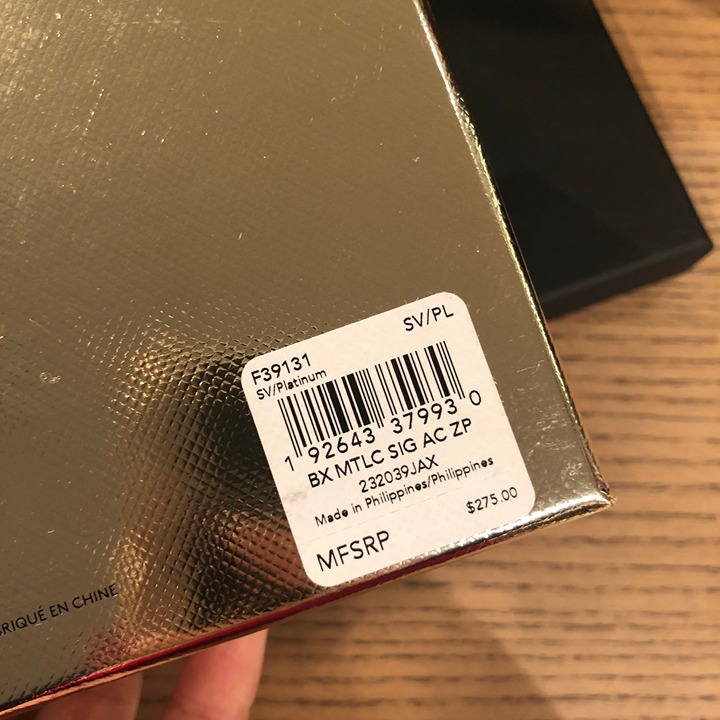 SV/PL
F39131
SV/Platinum
1 92643 37993 0
BX MTLC SIG AC ZP
232039JAX
Made in Philippines/Philippines
$275.00
MFSRP
EN CHINE